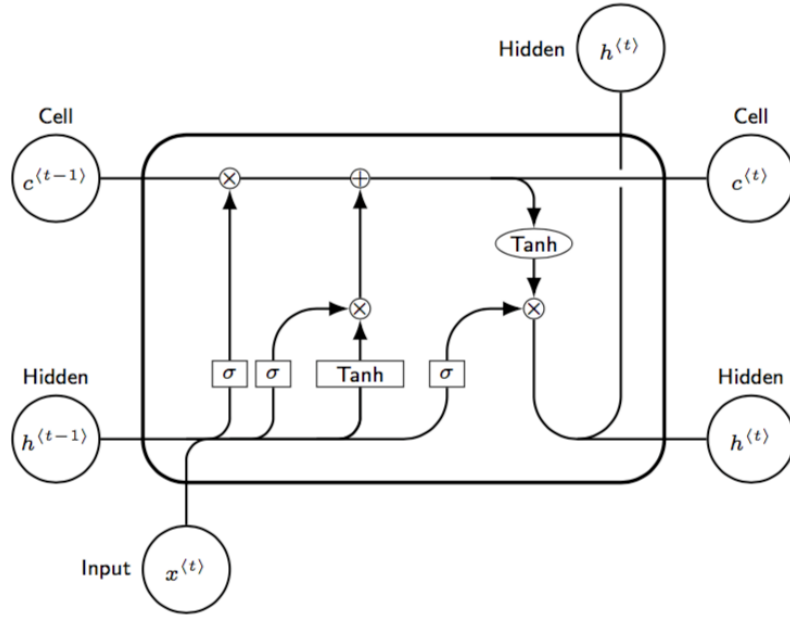 Hidden
h⟨t⟩
Cell
Cell
c⟨t−1⟩
×
+
c⟨t⟩
Tanh
×
×
σ
σ
Tanh
σ
Hidden
Hidden
h⟨t−1⟩
h⟨t⟩
Input
x⟨t⟩